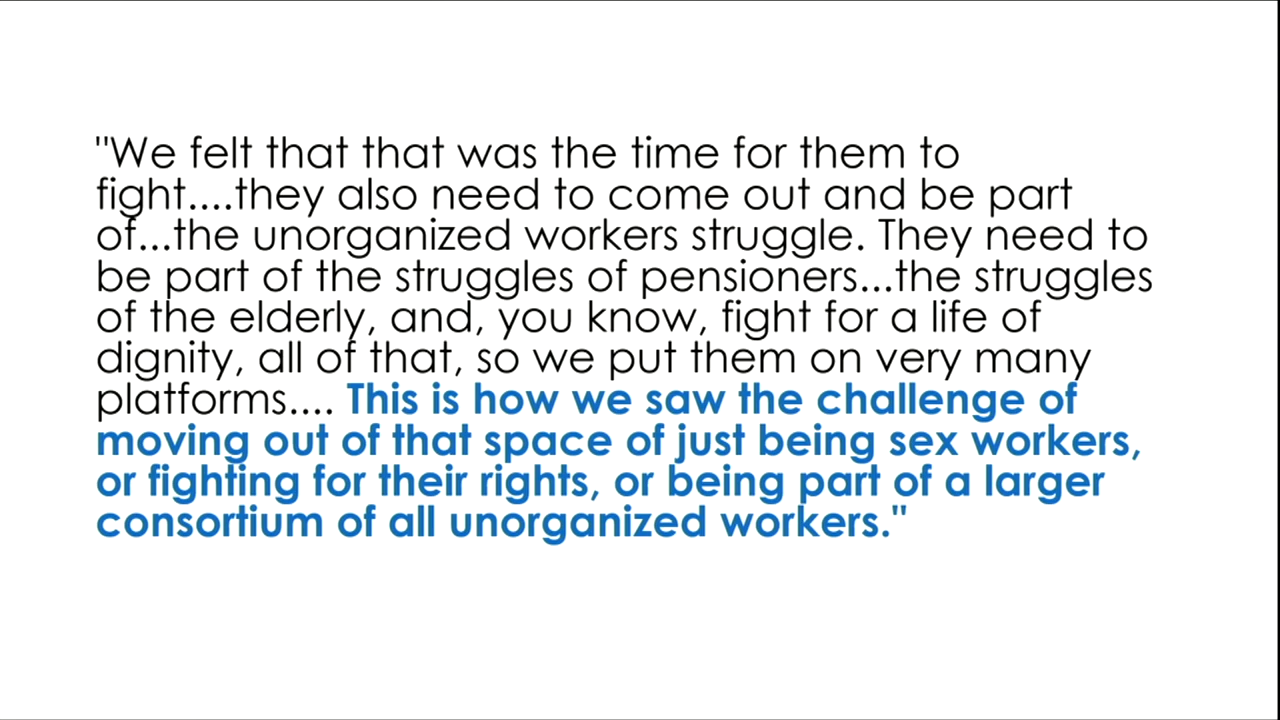 "We felt that that was the time for them to
fight....they also need to come out and be part
of...the unorganized workers struggle. They need to
be part of the struggles of pensioners...the struggles
of the elderly, and, you know, fight for a life of
dignity, all of that, so we put them on very many
platforms.... This is how we saw the challenge of
moving out of that space of just being sex workers,
or fighting for their rights, or being part of a larger
consortium of all unorganized workers."